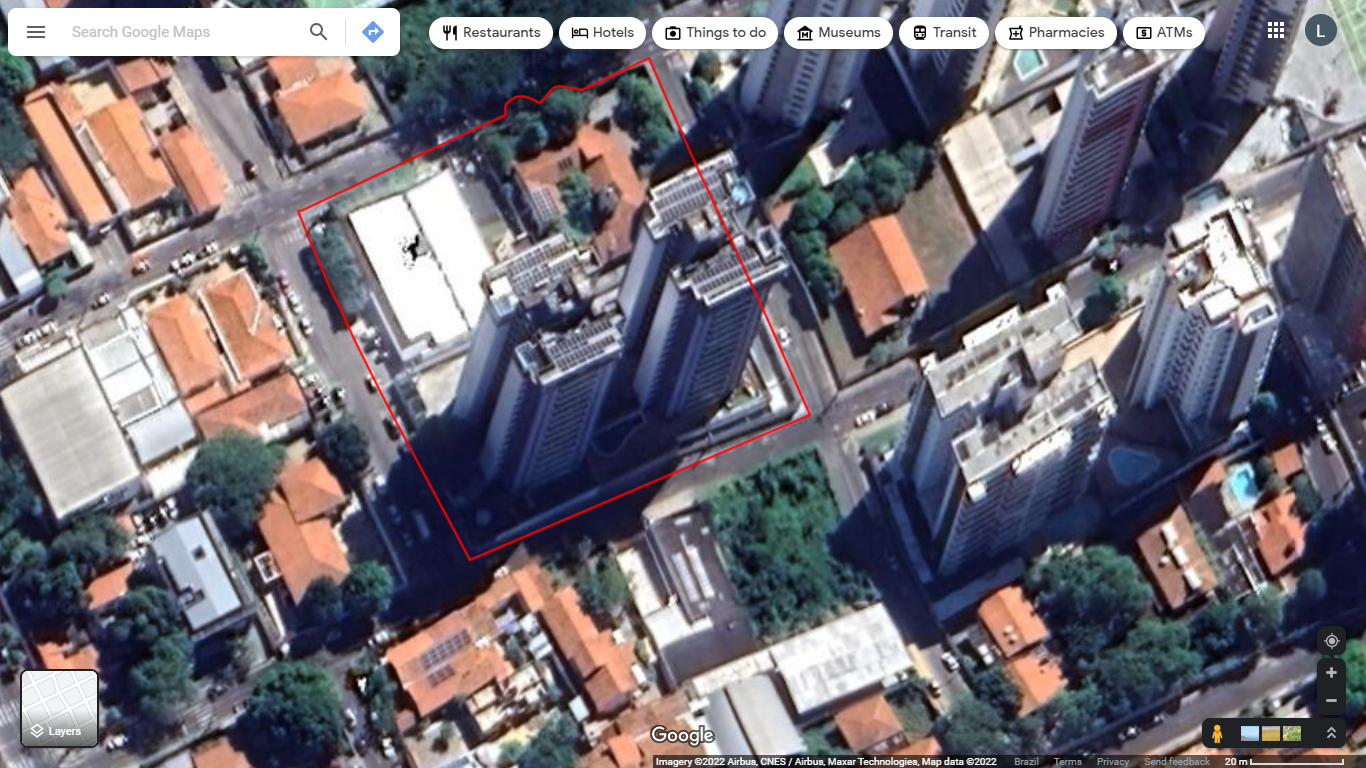 Search Google Maps
Restaurants
Hotels
Things to do
Museums
Transit
Pharmacies
ATMs
L
Layers
Google
Imagery ©2022 Airbus, CNES / Airbus, Maxar Technologies, Map data ©2022 Brazil Terms Privacy Send feedback 20 m